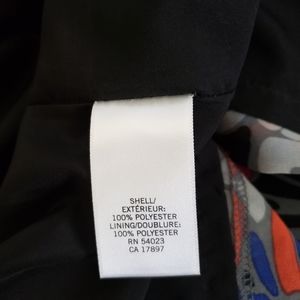 SHELL/
EXTÉRIEUR:
100% POLYESTER
LINING/DOUBLURE:
100% POLYESTER
RN 54023
CA 17897